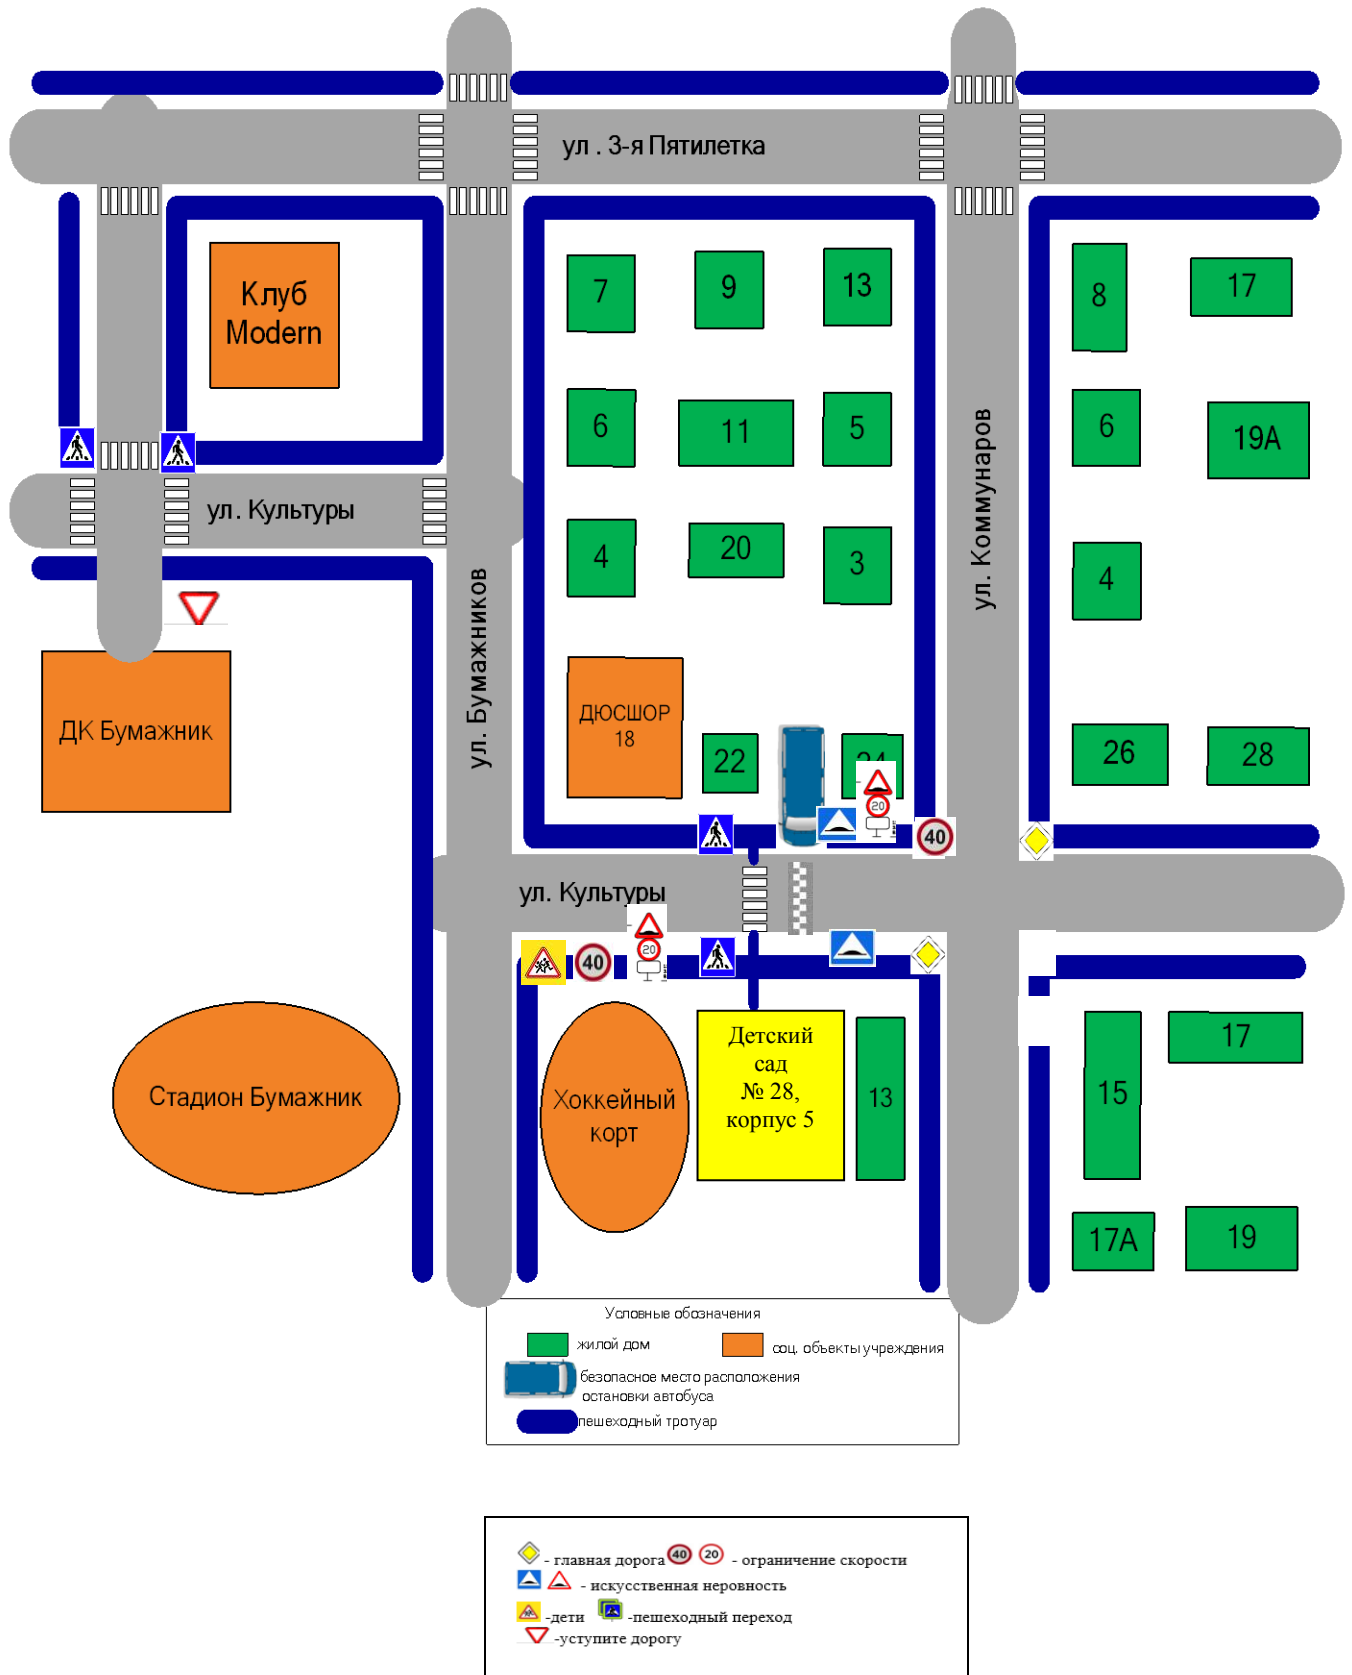 ул . 3-я Пятилетка
Клуб
Modern
7
9
13
8
17
6
11
5
6
19А
ул. Культуры
ул. Коммунаров
4
20
3
4
ул. Бумажников
ДК Бумажник
ДЮСШОР
18
22
24
26
28
20
40
ул. Культуры
40
20
Стадион Бумажник
Хоккейный
корт
Детский
сад
№ 28,
корпус 5
13
15
17
17А
19
Условные обозначения
жилой дом
соц. объекты учреждения
безопасное место расположения
остановки автобуса
пешеходный тротуар
- главная дорога 40 20 - ограничение скорости
- искусственная неровность
-дети -пешеходный переход
-уступите дорогу